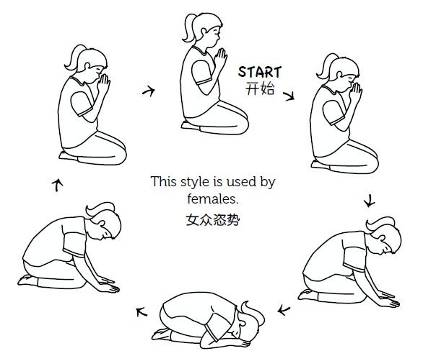 START
开始
This style is used by
females.
女众恣势